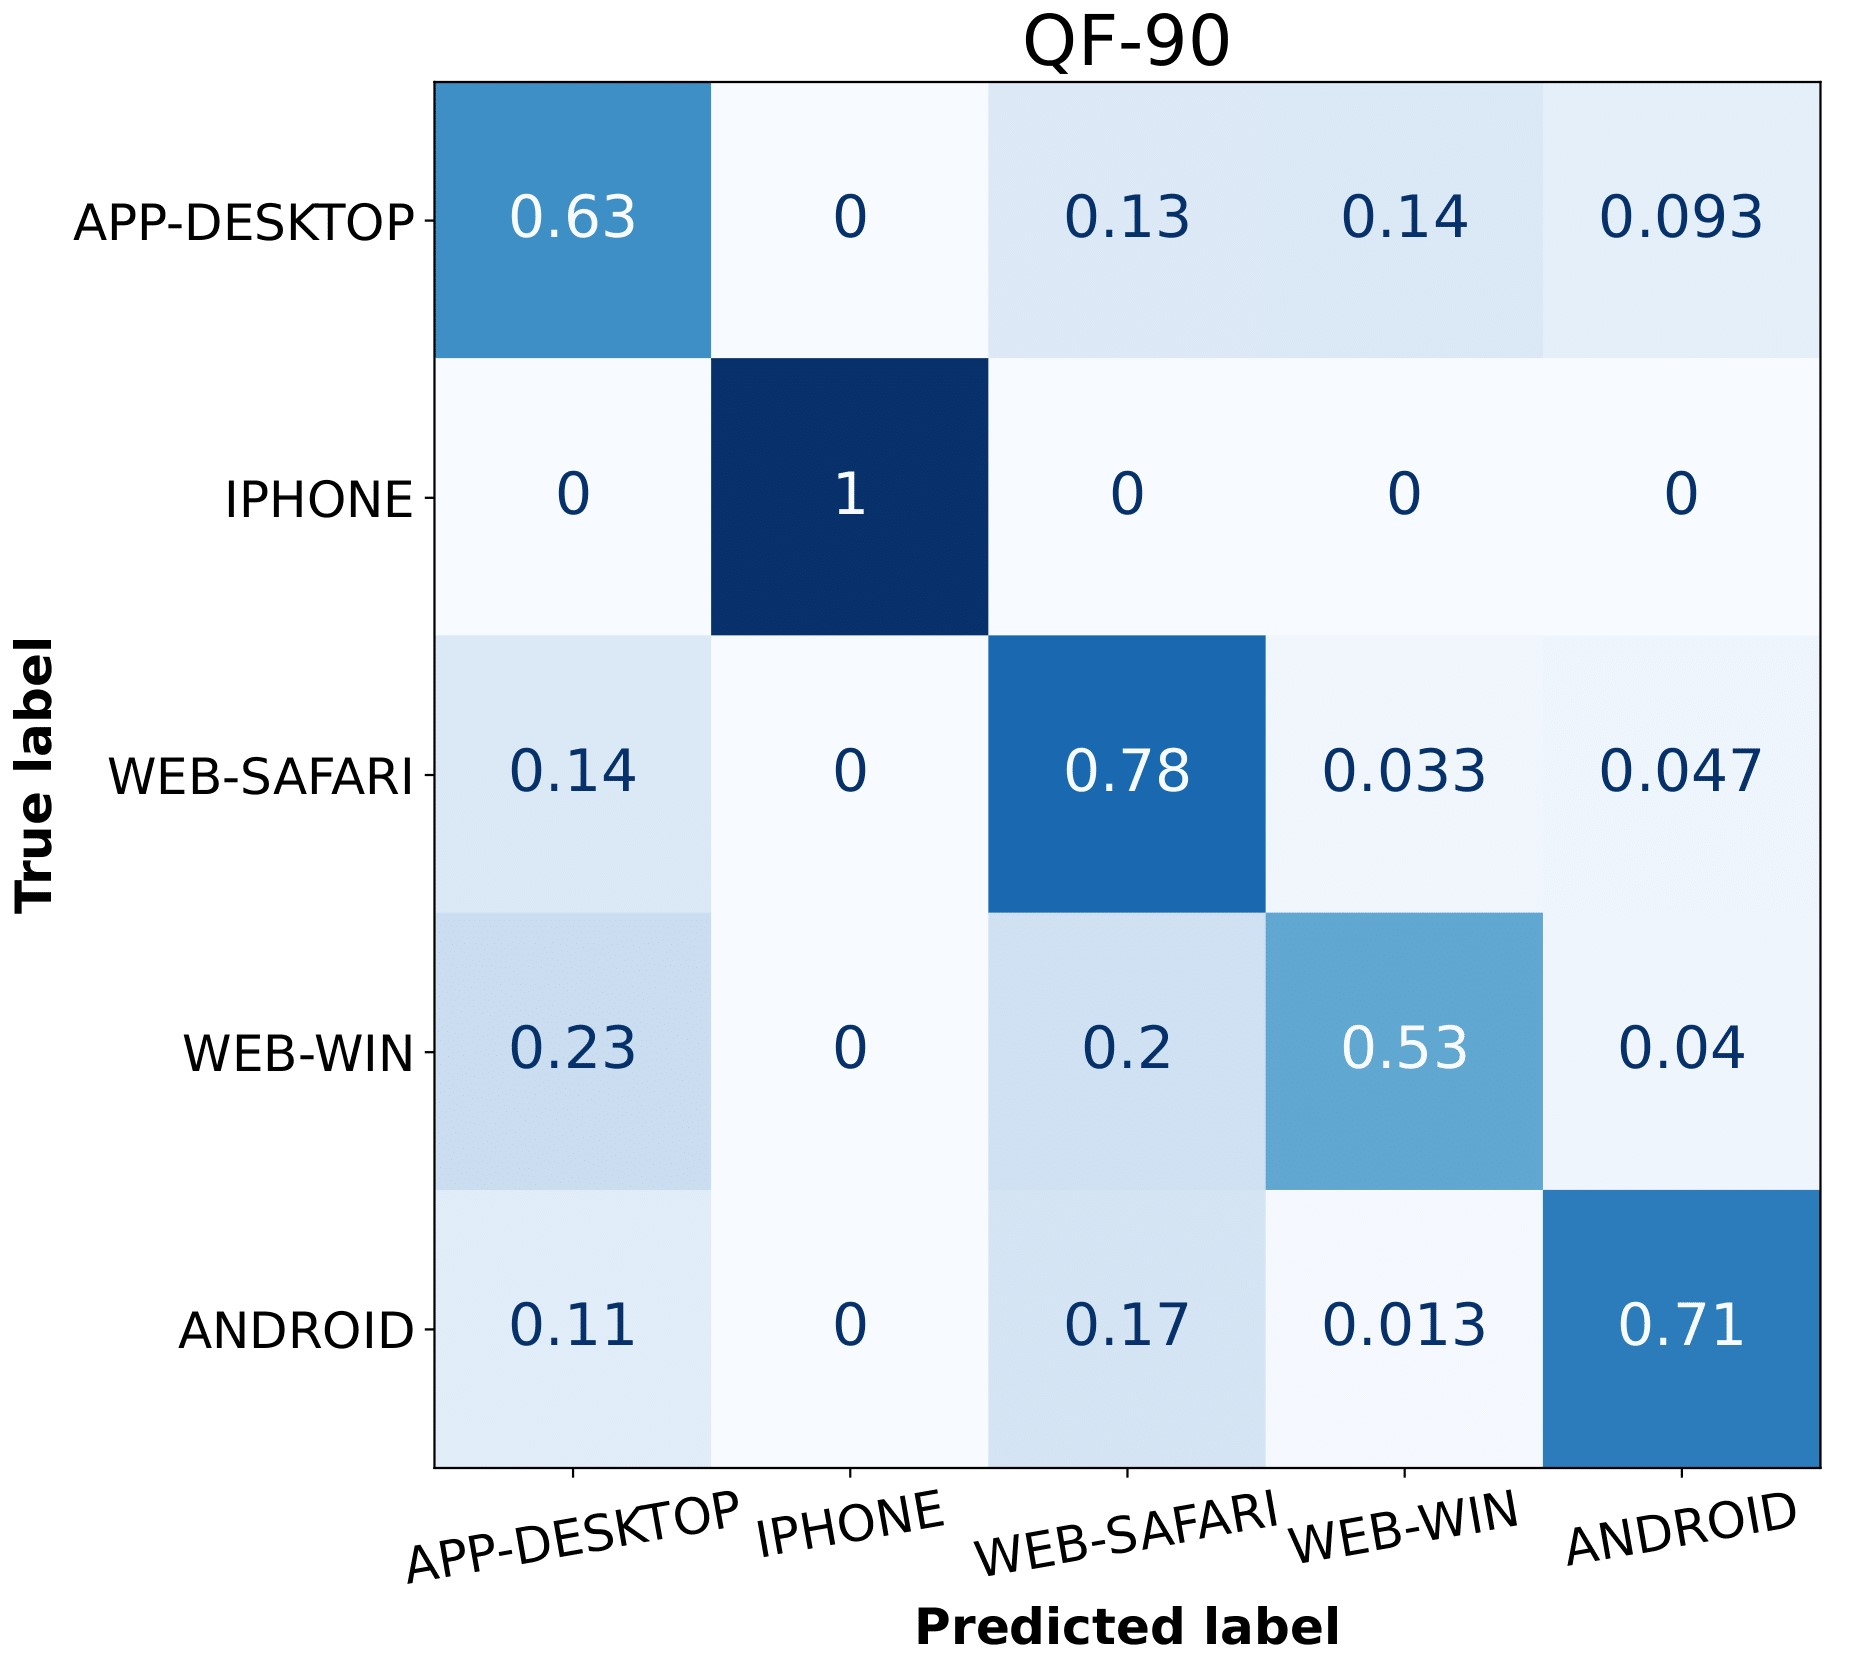 QF-90
True label
APP-DESKTOP 0.63 0 0.13 0.14 0.093
IPHONE 0 1 0 0 0
WEB-SAFARI 0.14 0 0.78 0.033 0.047
WEB-WIN 0.23 0 0.2 0.53 0.04
ANDROID 0.11 0 0.17 0.013 0.71
APP-DESKTOP IPHONE WEB-SAFARI WEB-WIN ANDROID
Predicted label